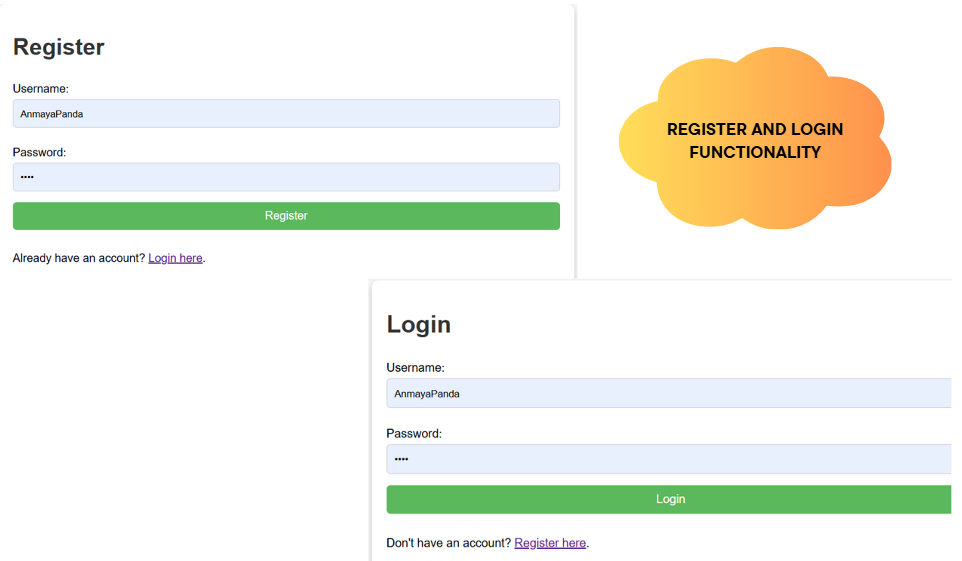 Register
Username:
AnmayaPanda
Password:
••••
Register
Already have an account? Login here.
REGISTER AND LOGIN
FUNCTIONALITY
Login
Username:
AnmayaPanda
Password:
••••
Login
Don't have an account? Register here.